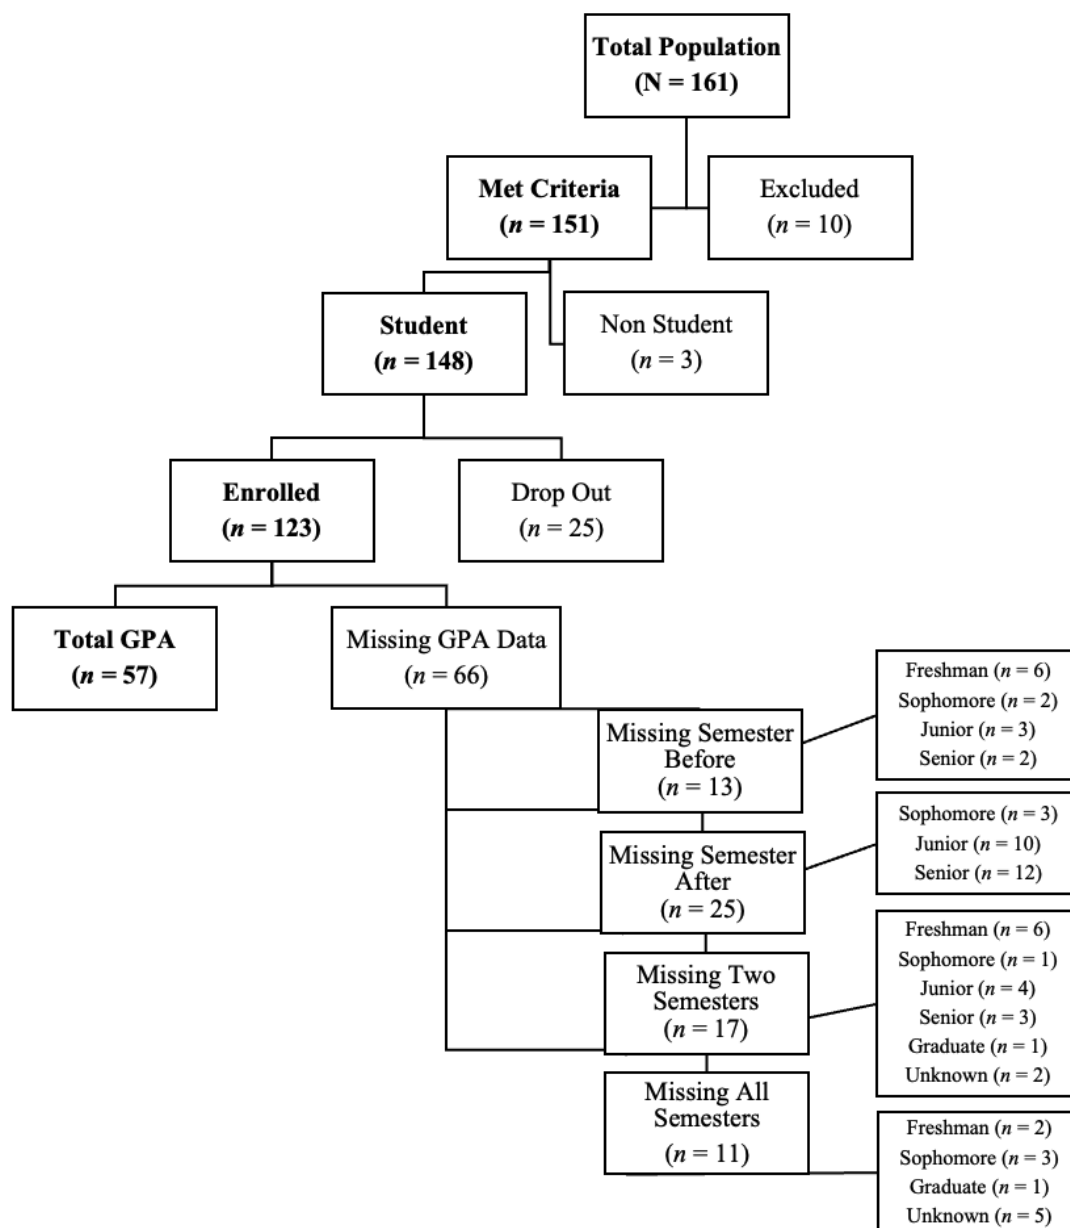 Total Population
(N = 161)
Met Criteria
(n = 151)
Excluded
(n = 10)
Student
(n = 148)
Non Student
(n = 3)
Enrolled
(n = 123)
Drop Out
(n = 25)
Total GPA
(n = 57)
Missing GPA Data
(n = 66)
Missing Semester
Before
(n = 13)
Freshman (n = 6)
Sophomore (n = 2)
Junior (n = 3)
Senior (n = 2)
Missing Semester
After
(n = 25)
Sophomore (n = 3)
Junior (n = 10)
Senior (n = 12)
Missing Two
Semesters
(n = 17)
Freshman (n = 6)
Sophomore (n = 1)
Junior (n = 4)
Senior (n = 3)
Graduate (n = 1)
Unknown (n = 2)
Missing All
Semesters
(n = 11)
Freshman (n = 2)
Sophomore (n = 3)
Graduate (n = 1)
Unknown (n = 5)